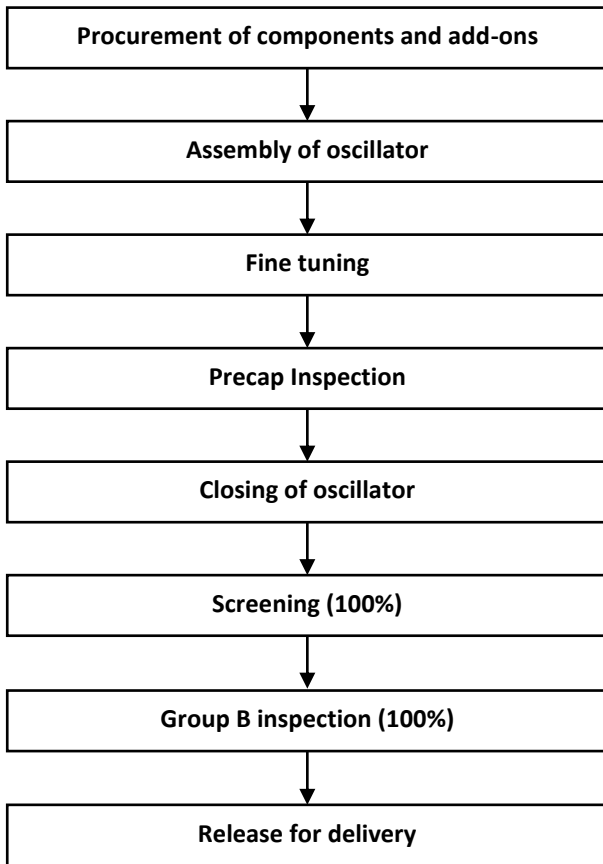 Procurement of components and add-ons
Assembly of oscillator
Fine tuning
Precap Inspection
Closing of oscillator
Screening (100%)
Group B inspection (100%)
Release for delivery